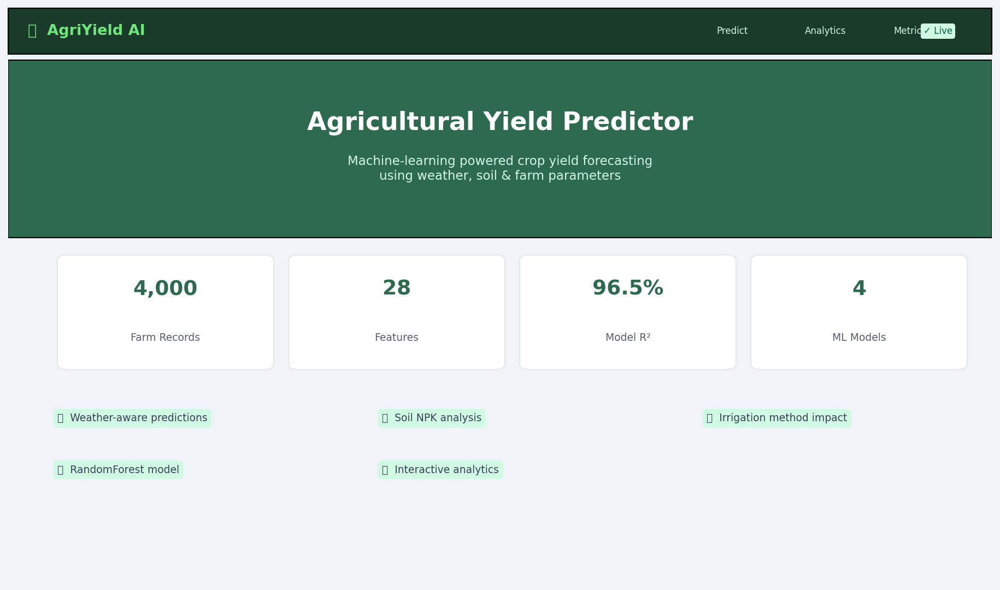 AgriYield AI
Predict
Analytics
Metric
✓ Live
Agricultural Yield Predictor
Machine-learning powered crop yield forecasting
using weather, soil & farm parameters
4,000
28
96.5%
4
Farm Records
Features
Model R²
ML Models
Weather-aware predictions
Soil NPK analysis
Irrigation method impact
RandomForest model
Interactive analytics